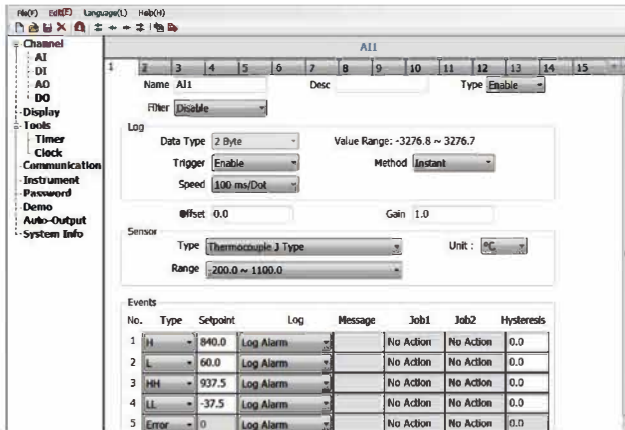 File(F) Edit(E) Language(L) Help(H)
Channel
AI
DI
AO
DO
Display
Tools
Timer
Clock
Communication
Instrument
Password
Demo
Auto-Output
System Info
AI1
1 2 3 4 5 6 7 8 9 10 11 12 13 14 15
Name AI1 Desc Type Enable
Filter Disable
Log
Data Type 2 Byte Value Range: -3276.8 ~ 3276.7
Trigger Enable Method Instant
Speed 100 ms/Dot
Offset 0.0 Gain 1.0
Sensor
Type Thermocouple J Type Unit : °C
Range -200.0 ~ 1100.0
Events
No. Type Setpoint Log Message Job1 Job2 Hysteresis
1 H 840.0 Log Alarm No Action No Action 0.0
2 L 60.0 Log Alarm No Action No Action 0.0
3 HH 937.5 Log Alarm No Action No Action 0.0
4 LL -37.5 Log Alarm No Action No Action 0.0
5 Error 0 Log Alarm No Action No Action 0.0